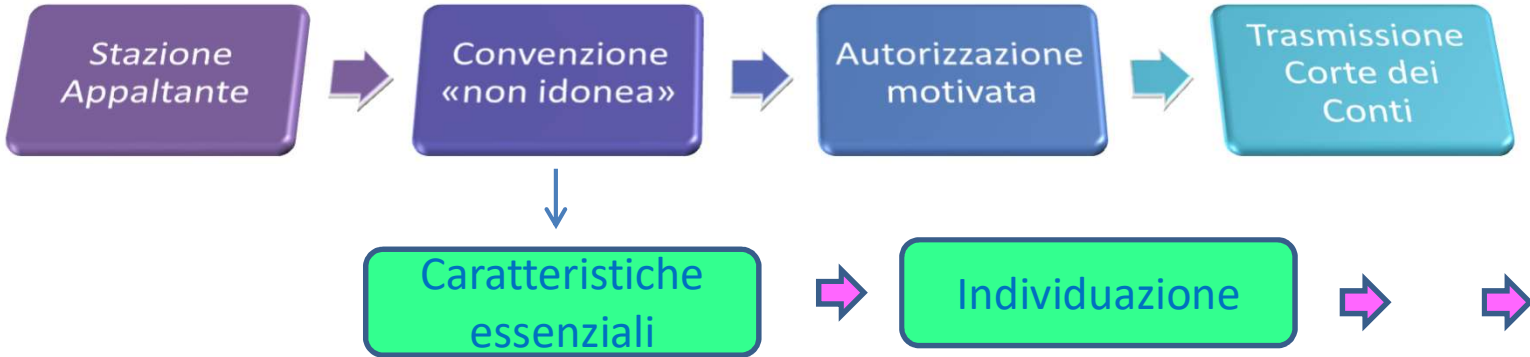 Stazione
Appaltante
Convenzione
«non idonea»
Autorizzazione
motivata
Trasmissione
Corte dei
Conti
Caratteristiche
essenziali
Individuazione